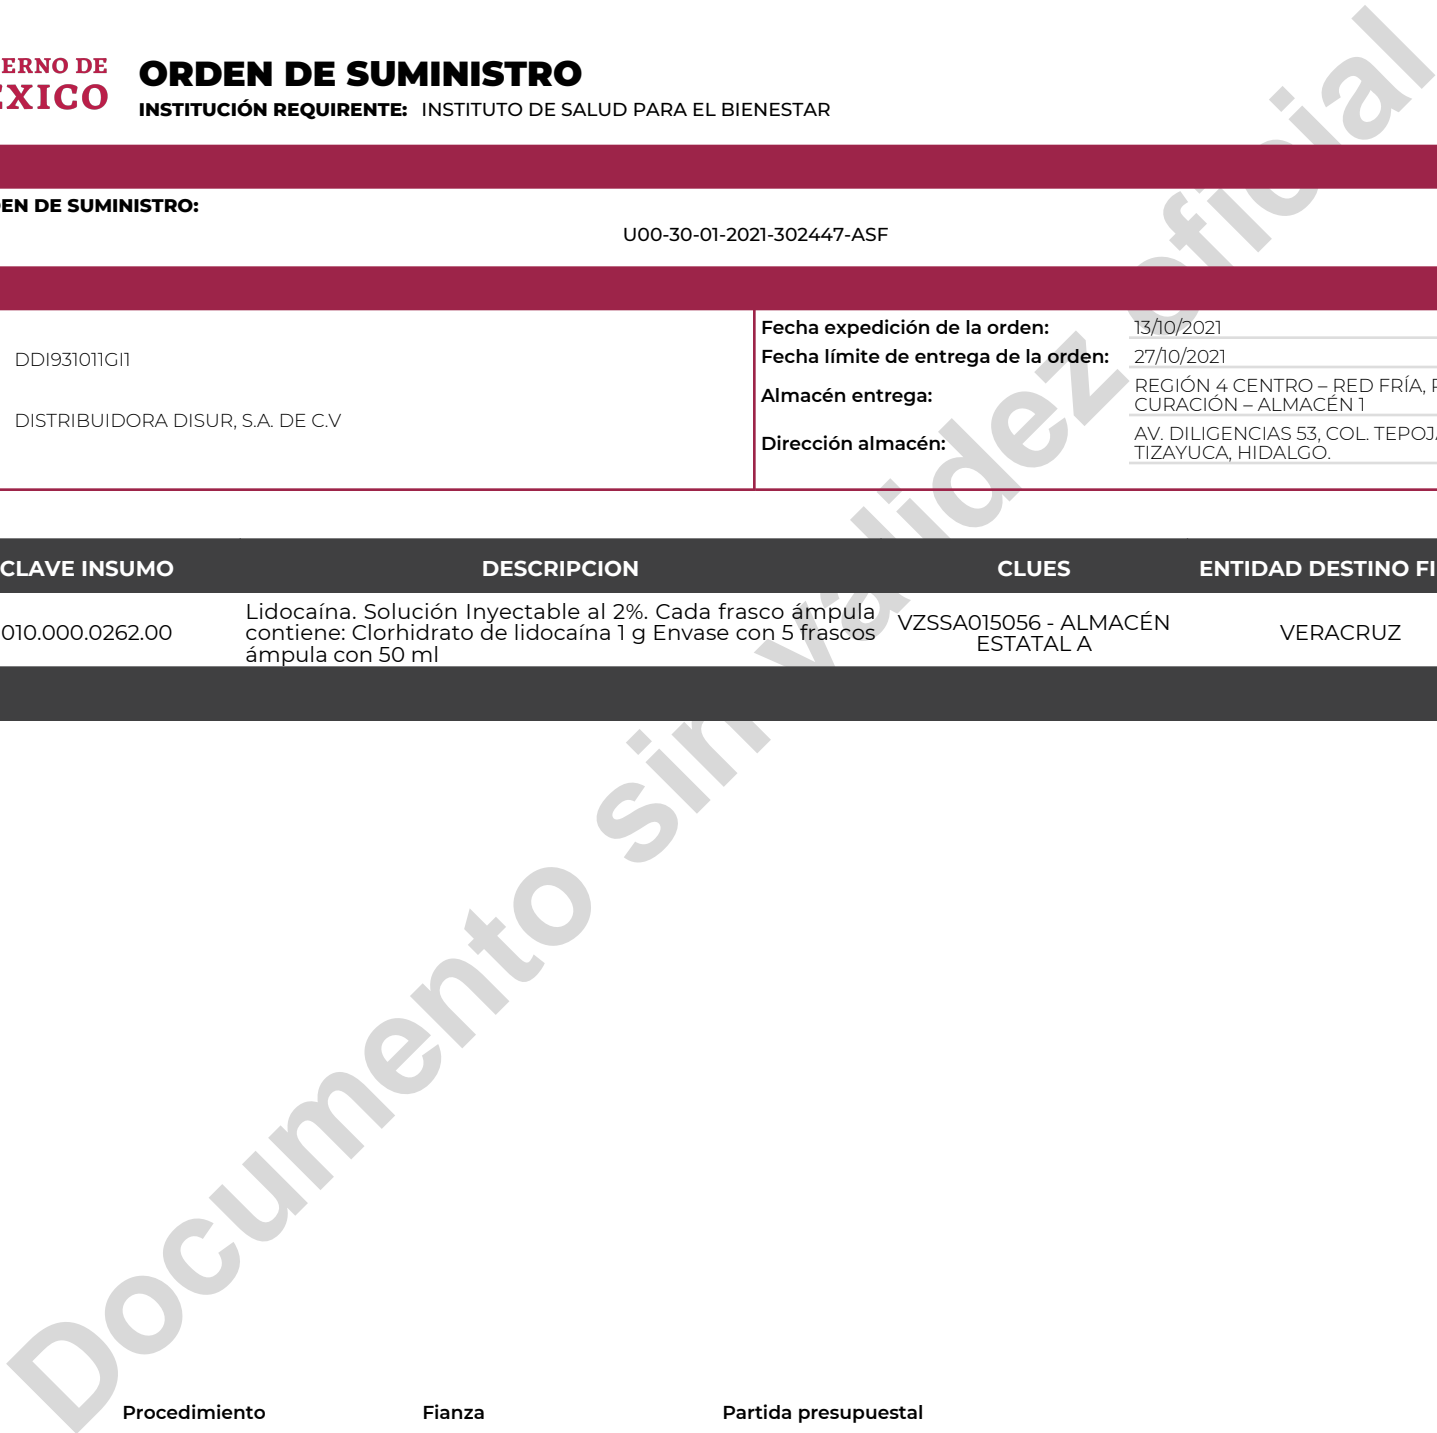 ERNO DE
EXICO
ORDEN DE SUMINISTRO
INSTITUCIÓN REQUIRENTE: INSTITUTO DE SALUD PARA EL BIENESTAR
EN DE SUMINISTRO:
U00-30-01-2021-302447-ASF
DDI931011GI1
DISTRIBUIDORA DISUR, S.A. DE C.V
Fecha expedición de la orden: 13/10/2021
Fecha límite de entrega de la orden: 27/10/2021
Almacén entrega: REGIÓN 4 CENTRO – RED FRÍA,
CURACIÓN – ALMACÉN 1
Dirección almacén: AV. DILIGENCIAS 53, COL. TEPOJ
TIZAYUCA, HIDALGO.
CLAVE INSUMO DESCRIPCION CLUES ENTIDAD DESTINO FI
010.000.0262.00
Lidocaína. Solución Inyectable al 2%. Cada frasco ámpula
contiene: Clorhidrato de lidocaína 1 g Envase con 5 frascos
ámpula con 50 ml
VZSSA015056 - ALMACÉN
ESTATAL A
VERACRUZ
Documento sin validez oficial
Procedimiento Fianza Partida presupuestal